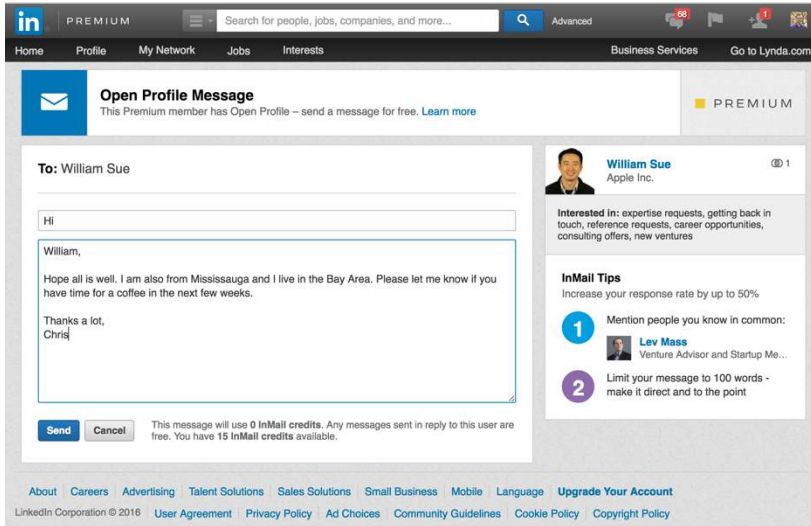 in PREMIUM Search for people, jobs, companies, and more... Advanced 68 1
Home Profile My Network Jobs Interests Business Services Go to Lynda.com
Open Profile Message
This Premium member has Open Profile – send a message for free. Learn more
PREMIUM
To: William Sue
Hi
William,
Hope all is well. I am also from Mississauga and I live in the Bay Area. Please let me know if you
have time for a coffee in the next few weeks.
Thanks a lot,
Chris
Send Cancel
This message will use 0 InMail credits. Any messages sent in reply to this user are
free. You have 15 InMail credits available.
William Sue 1
Apple Inc.
Interested in: expertise requests, getting back in
touch, reference requests, career opportunities,
consulting offers, new ventures
InMail Tips
Increase your response rate by up to 50%
1 Mention people you know in common:
Lev Mass
Venture Advisor and Startup Me...
2 Limit your message to 100 words -
make it direct and to the point
About Careers Advertising Talent Solutions Sales Solutions Small Business Mobile Language Upgrade Your Account
LinkedIn Corporation © 2016 User Agreement Privacy Policy Ad Choices Community Guidelines Cookie Policy Copyright Policy